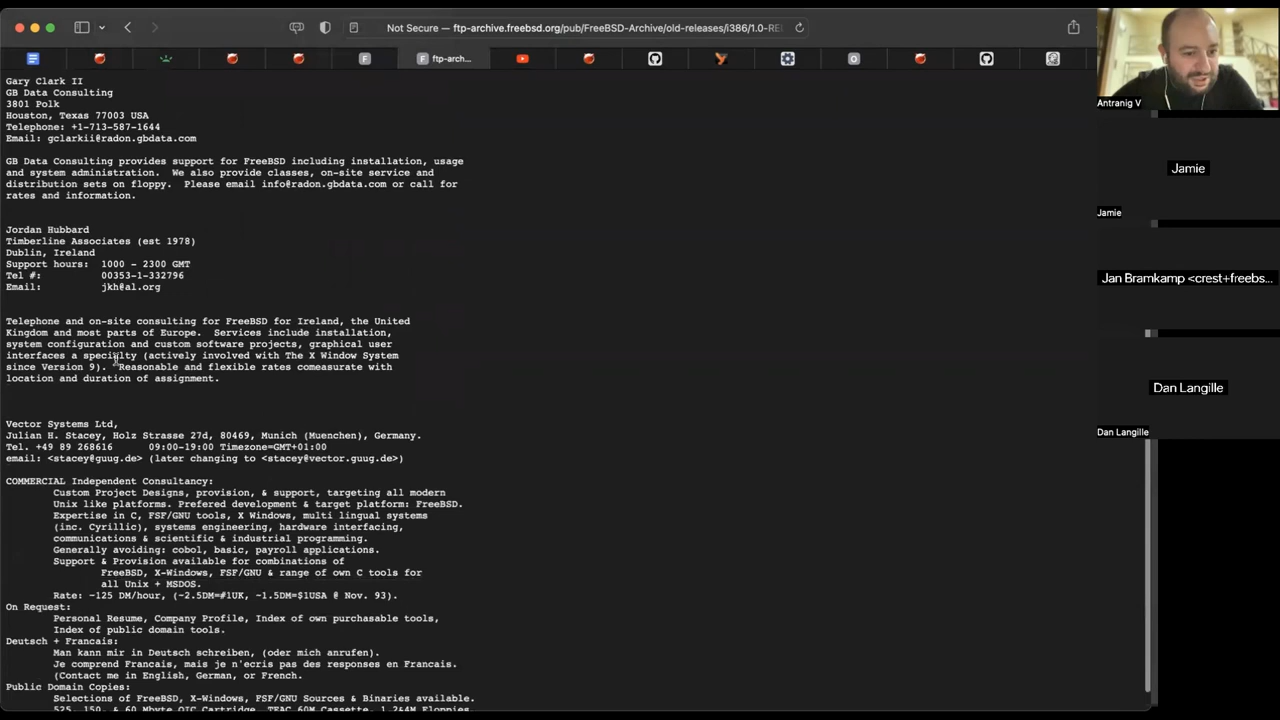 Not Secure — ftp-archive.freebsd.org/pub/FreeBSD-Archive/old-releases/i386/1.0-RE
ftp-arch...
Gary Clark II
GB Data Consulting
3801 Polk
Houston, Texas 77003 USA
Telephone: +1-713-587-1644
Email: gclarkii@radon.gbdata.com
GB Data Consulting provides support for FreeBSD including installation, usage
and system administration.  We also provide classes, on-site service and
distribution sets on floppy.  Please email info@radon.gbdata.com or call for
rates and information.
Jordan Hubbard
Timberline Associates (est 1978)
Dublin, Ireland
Support hours:  1000 - 2300 GMT
Tel #:          00353-1-332796
Email:          jkh@al.org
Telephone and on-site consulting for FreeBSD for Ireland, the United
Kingdom and most parts of Europe.  Services include installation,
system configuration and custom software projects, graphical user
interfaces a specialty (actively involved with The X Window System
since Version 9).  Reasonable and flexible rates comeasurate with
location and duration of assignment.
Vector Systems Ltd,
Julian H. Stacey, Holz Strasse 27d, 80469, Munich (Muenchen), Germany.
Tel. +49 89 268616      09:00-19:00 Timezone=GMT+01:00
email: <stacey@guug.de> (later changing to <stacey@vector.guug.de>)
COMMERCIAL Independent Consultancy:
Custom Project Designs, provision, & support, targeting all modern
Unix like platforms. Prefered development & target platform: FreeBSD.
Expertise in C, FSF/GNU tools, X Windows, multi lingual systems
(inc. Cyrillic), systems engineering, hardware interfacing,
communications & scientific & industrial programming.
Generally avoiding: cobol, basic, payroll applications.
Support & Provision available for combinations of
FreeBSD, X-Windows, FSF/GNU & range of own C tools for
all Unix + MSDOS.
Rate: ~125 DM/hour, (~2.5DM=#1UK, ~1.5DM=$1USA @ Nov. 93).
On Request:
Personal Resume, Company Profile, Index of own purchasable tools,
Index of public domain tools.
Deutsch + Francais:
Man kann mir in Deutsch schreiben, (oder mich anrufen).
Je comprend Francais, mais je n'ecris pas des responses en Francais.
(Contact me in English, German, or French.
Public Domain Copies:
Selections of FreeBSD, X-Windows, FSF/GNU Sources & Binaries available.
525, 150, & 60 Mbyte QIC Cartridge, TEAC 60M Cassette, 1.2&4M Floppies
Antranig V
Jamie
Jamie
Jan Bramkamp <crest+freebs...
Dan Langille
Dan Langille